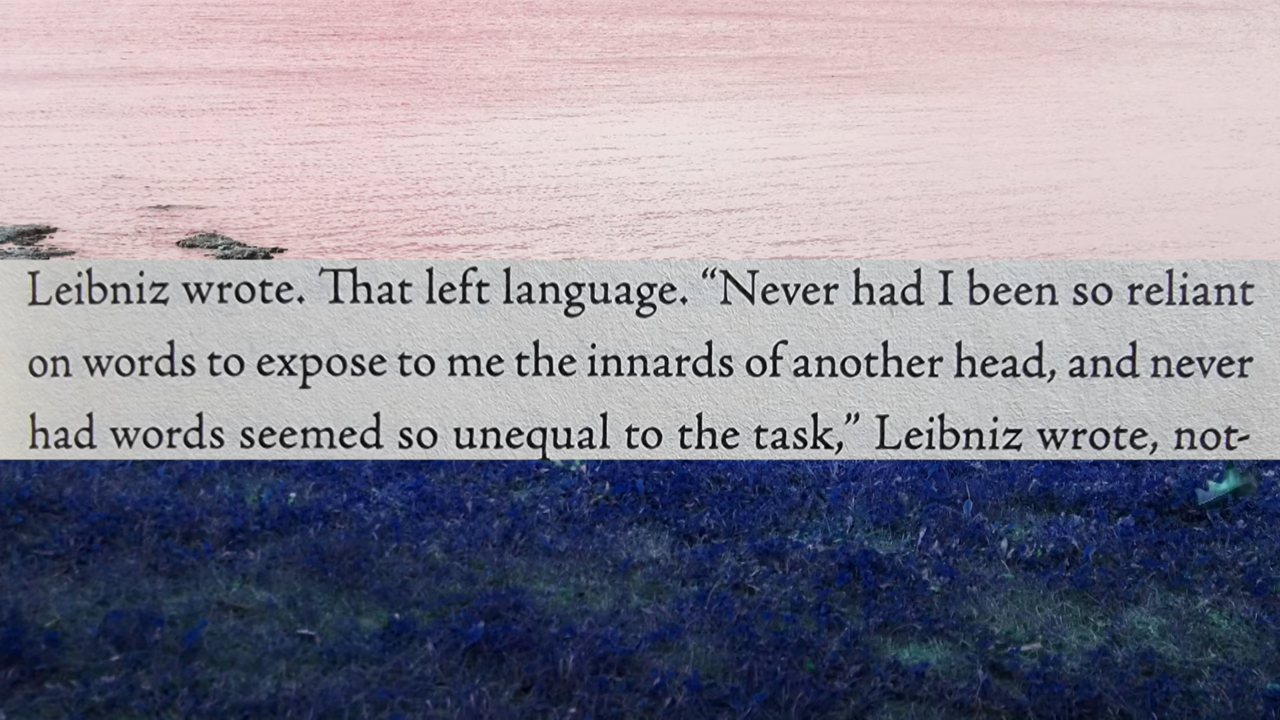 Leibniz wrote. That left language. “Never had I been so reliant
on words to expose to me the innards of another head, and never
had words seemed so unequal to the task,” Leibniz wrote, not-